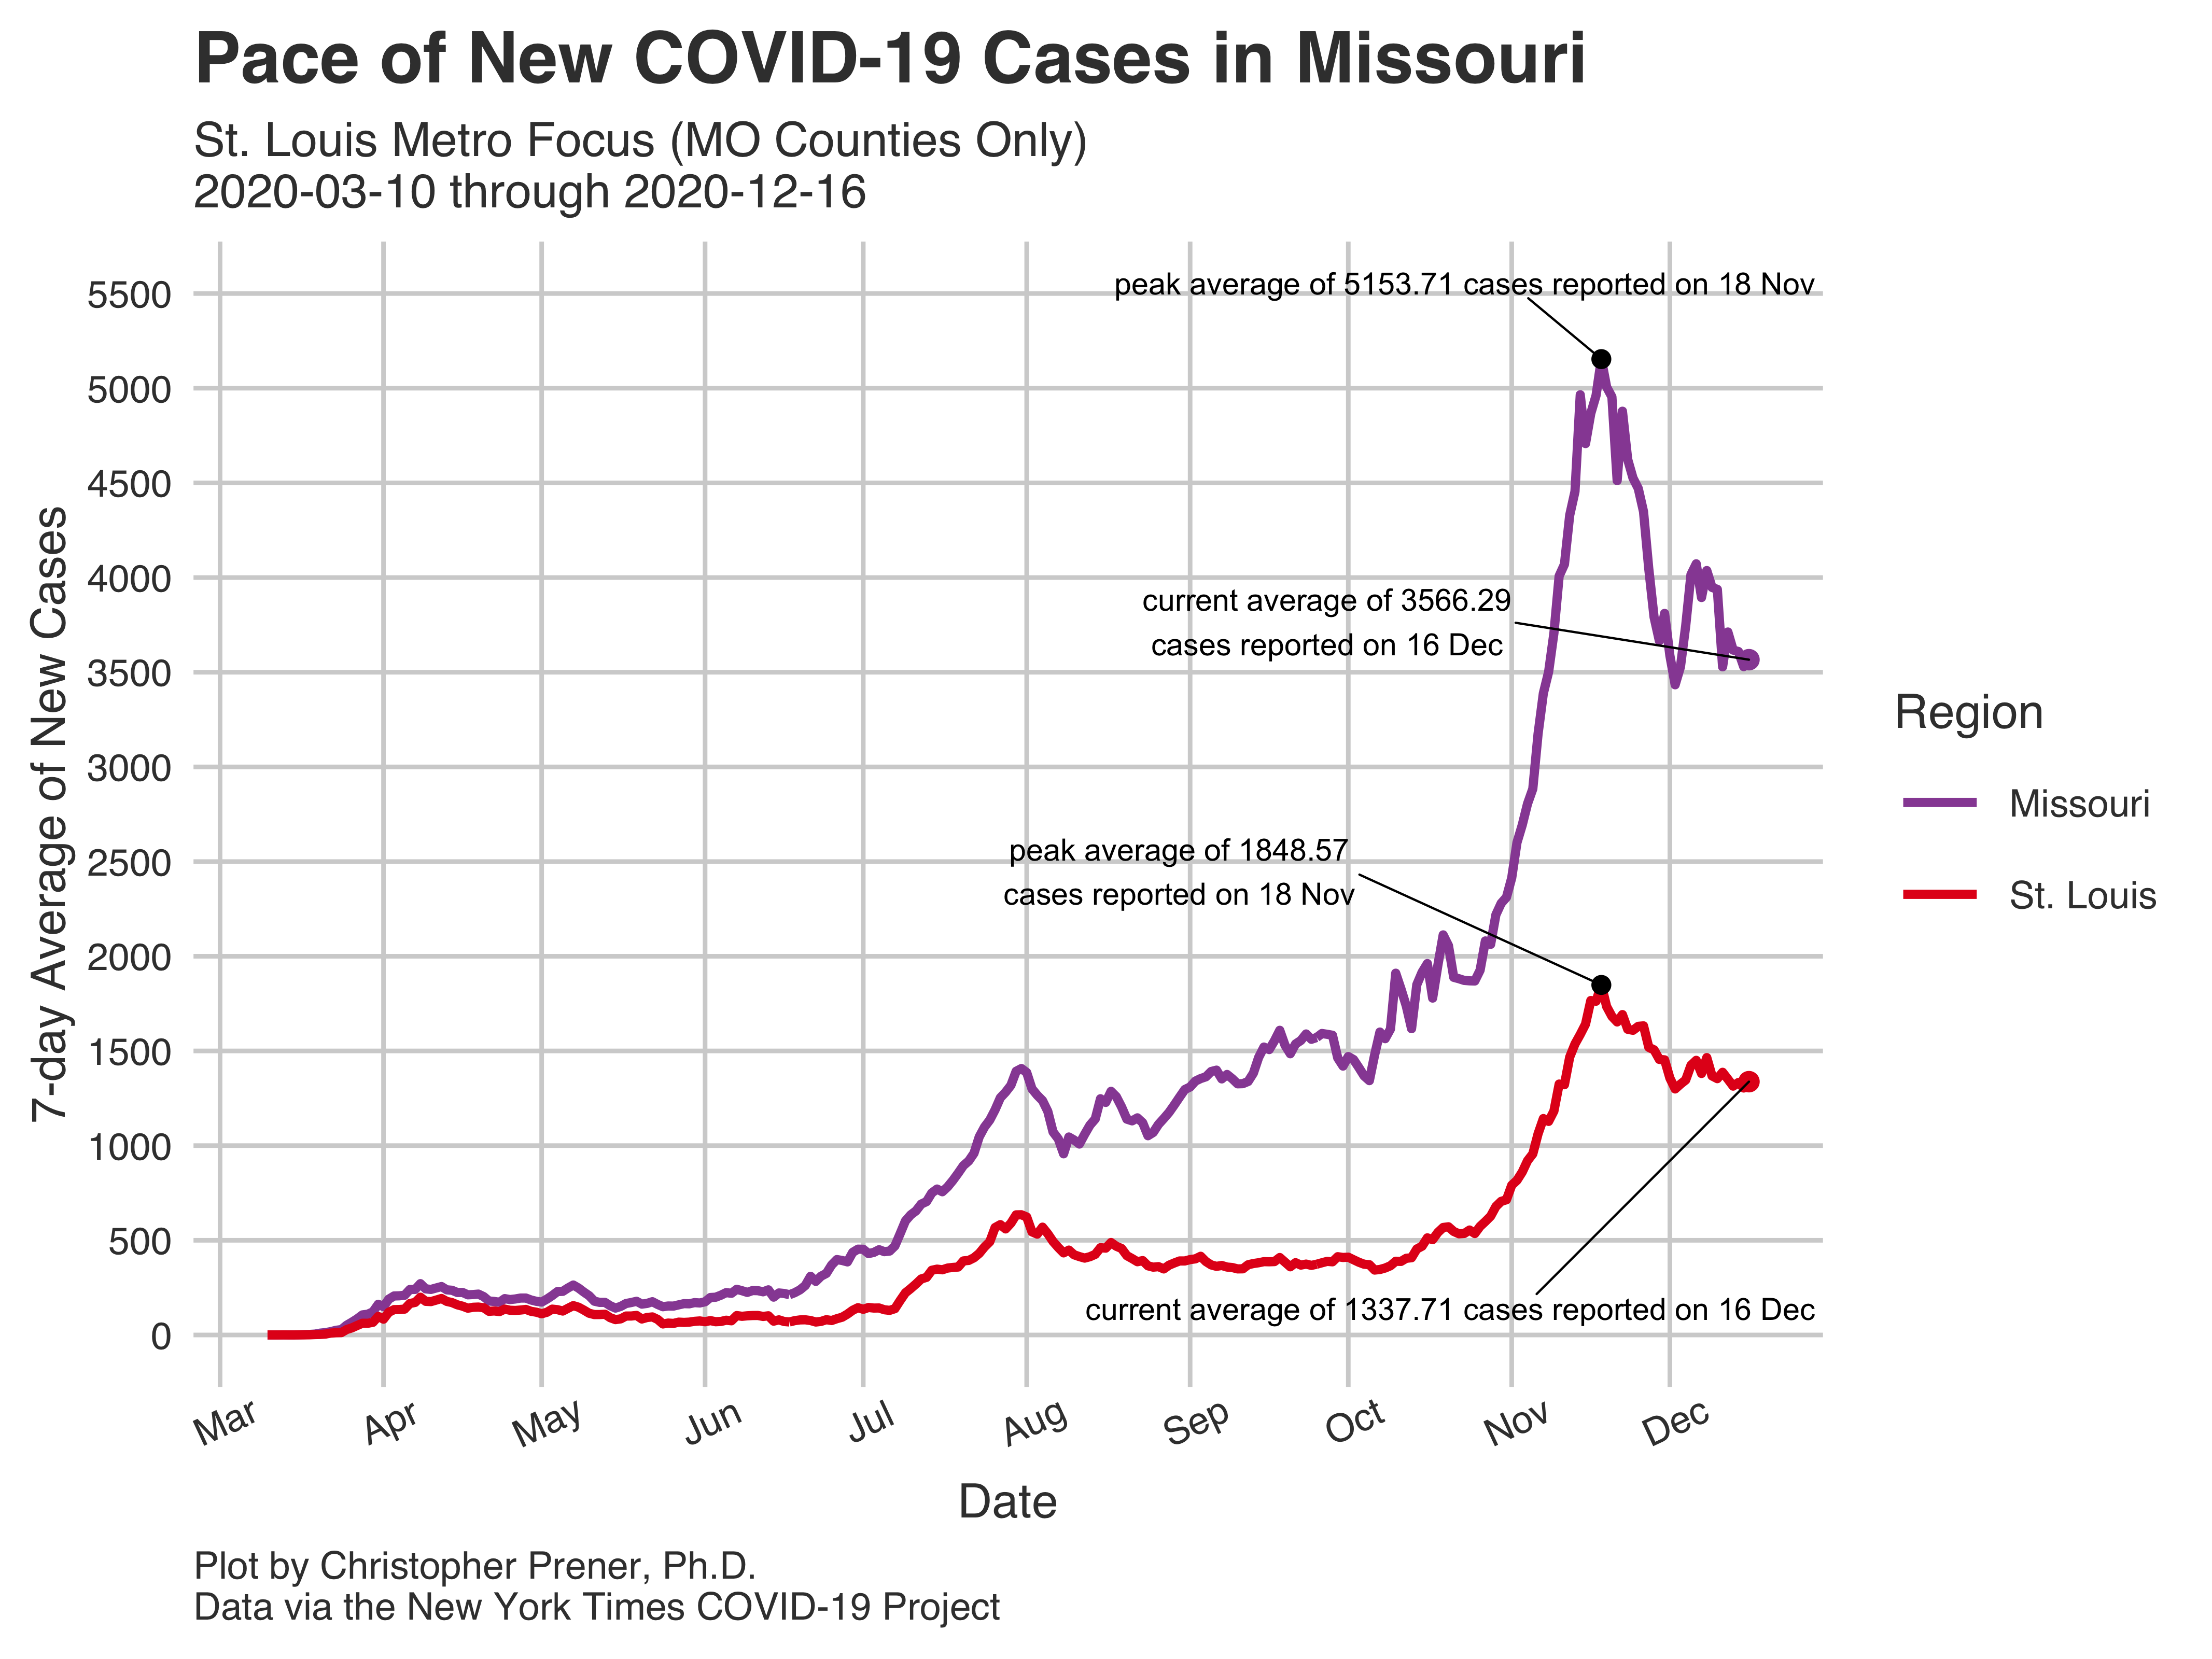 Pace of New COVID-19 Cases in Missouri
St. Louis Metro Focus (MO Counties Only)
2020-03-10 through 2020-12-16
7-day Average of New Cases
5500
5000
4500
4000
3500
3000
2500
2000
1500
1000
500
0
peak average of 5153.71 cases reported on 18 Nov
current average of 3566.29
cases reported on 16 Dec
peak average of 1848.57
cases reported on 18 Nov
current average of 1337.71 cases reported on 16 Dec
Region
Missouri
St. Louis
Mar Apr May Jun Jul Aug Sep Oct Nov Dec
Date
Plot by Christopher Prener, Ph.D.
Data via the New York Times COVID-19 Project